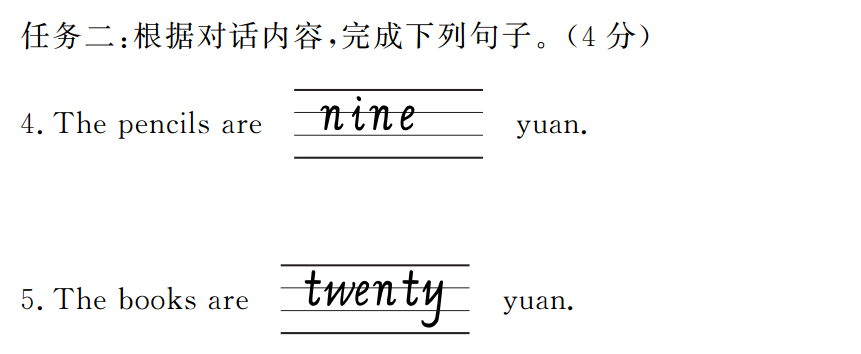 任务二:根据对话内容,完成下列句子。(4 分)
4. The pencils are nine yuan.
5. The books are twenty yuan.